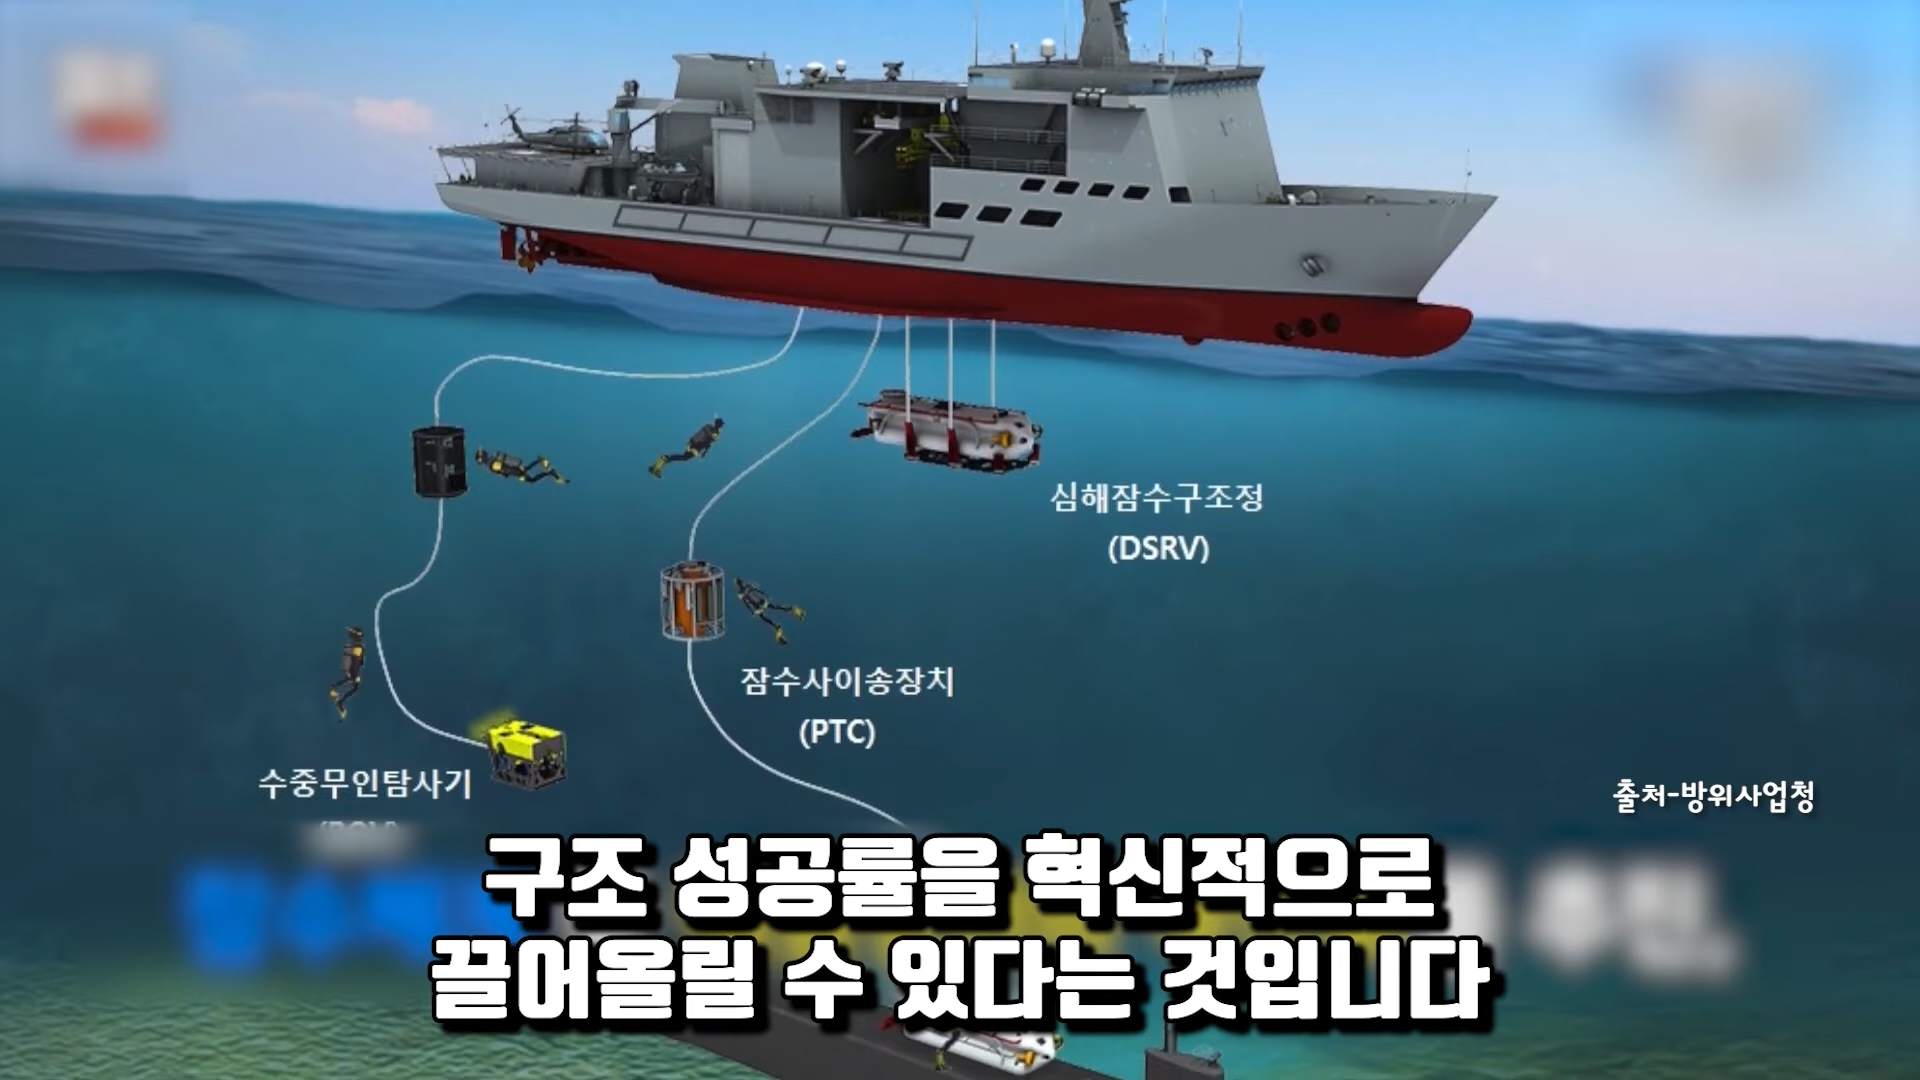 심해잠수구조정
(DSRV)
잠수사이송장치
(PTC)
수중무인탐사기
출처-방위사업청
구조 성공률을 혁신적으로
끌어올릴 수 있다는 것입니다